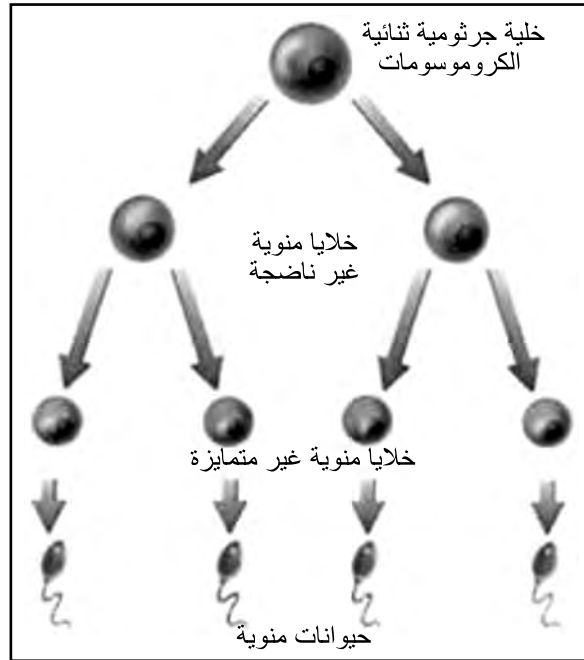 خلية جرثومية ثنائية
الكروموسومات
خلايا منوية
غير ناضجة
خلايا منوية غير متمايزة
حيوانات منوية